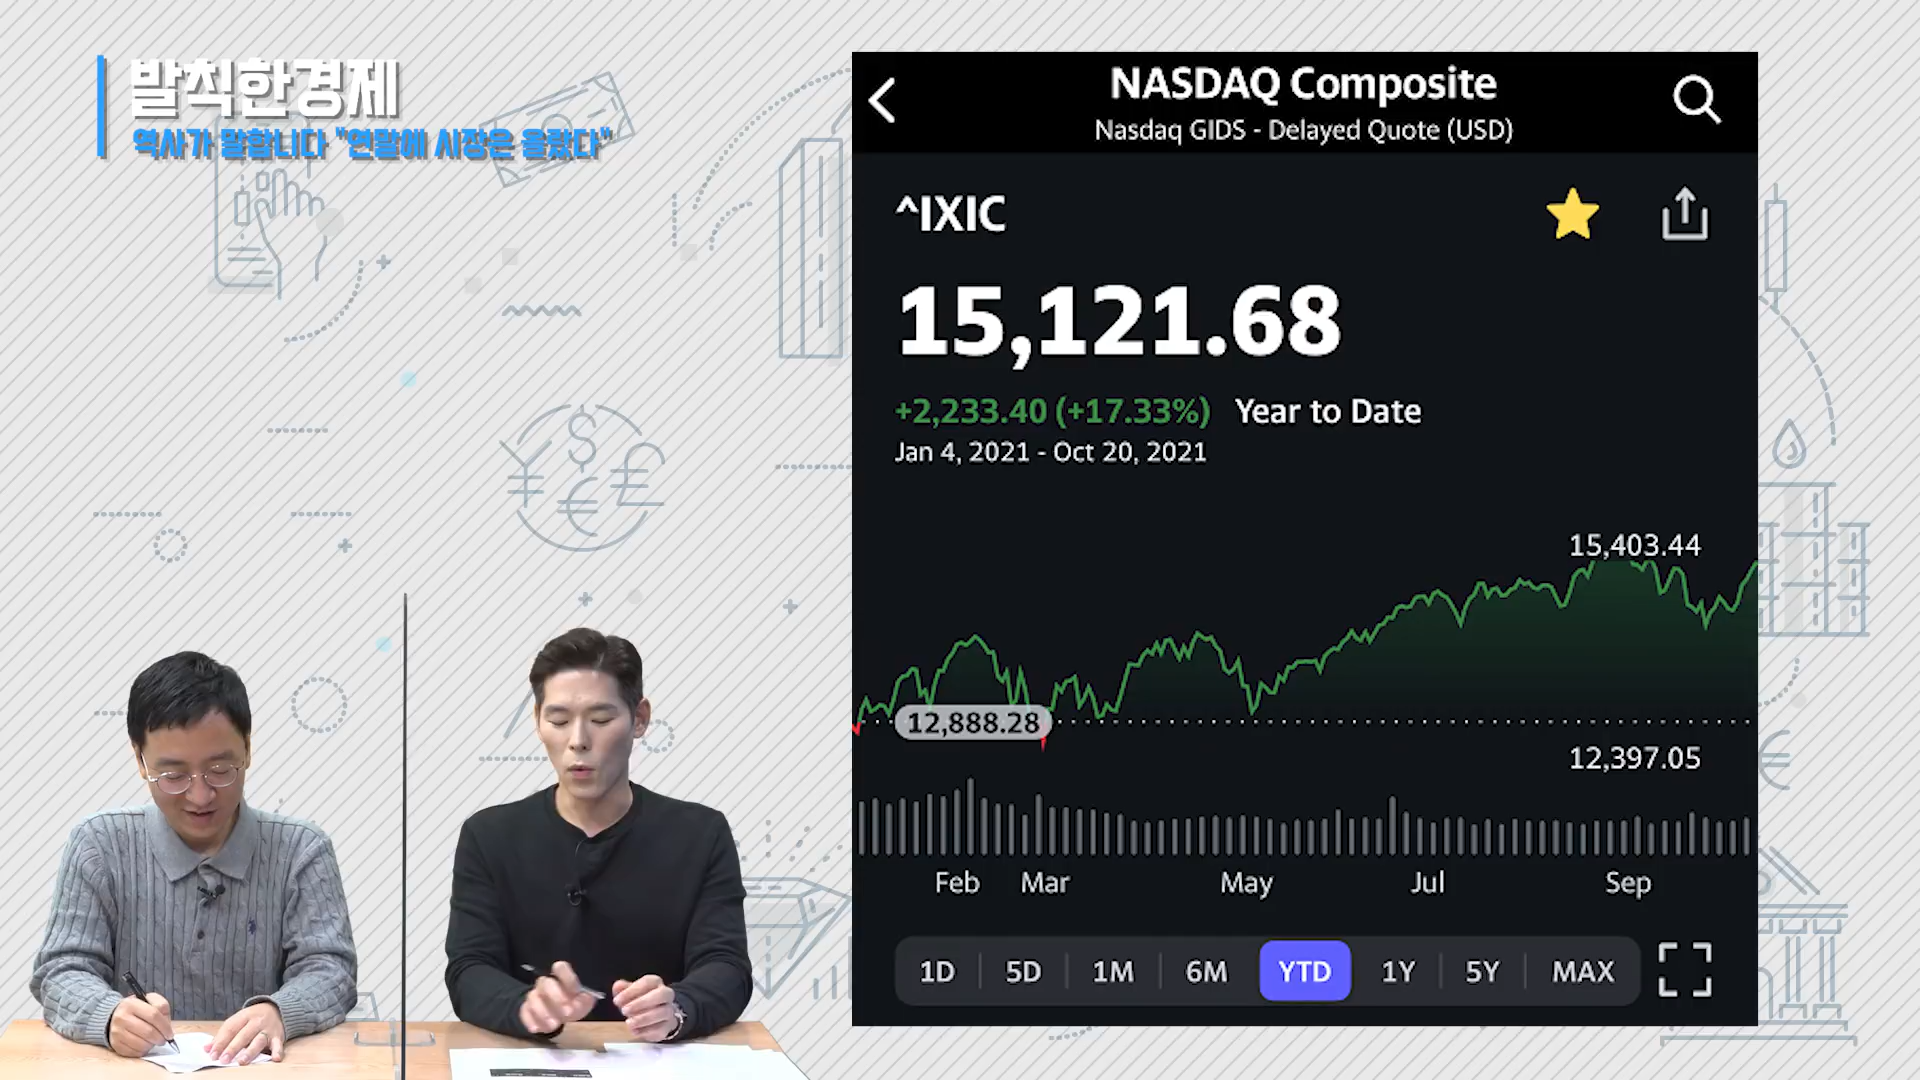 발칙한경제
역사가 말합니다 "연말에 시장은 올랐다"
NASDAQ Composite
Nasdaq GIDS - Delayed Quote (USD)
^IXIC
15,121.68
+2,233.40 (+17.33%) Year to Date
Jan 4, 2021 - Oct 20, 2021
15,403.44
12,888.28
12,397.05
Feb Mar May Jul Sep
1D 5D 1M 6M YTD 1Y 5Y MAX